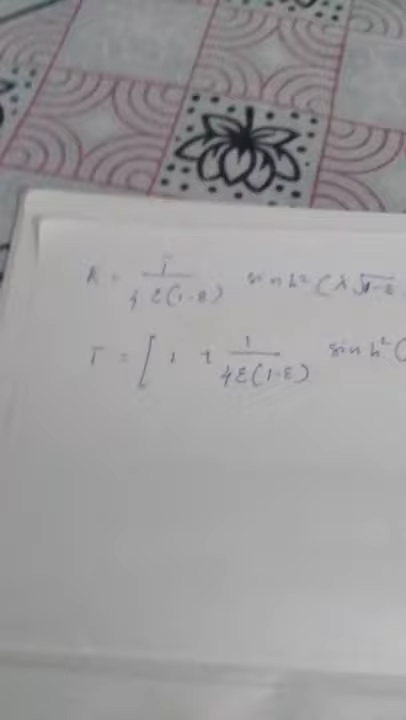 R = 1/(4ε(1-ε)) sinh² (λ√1-ε
T = [ 1 + 1/(4ε(1-ε)) sinh² (